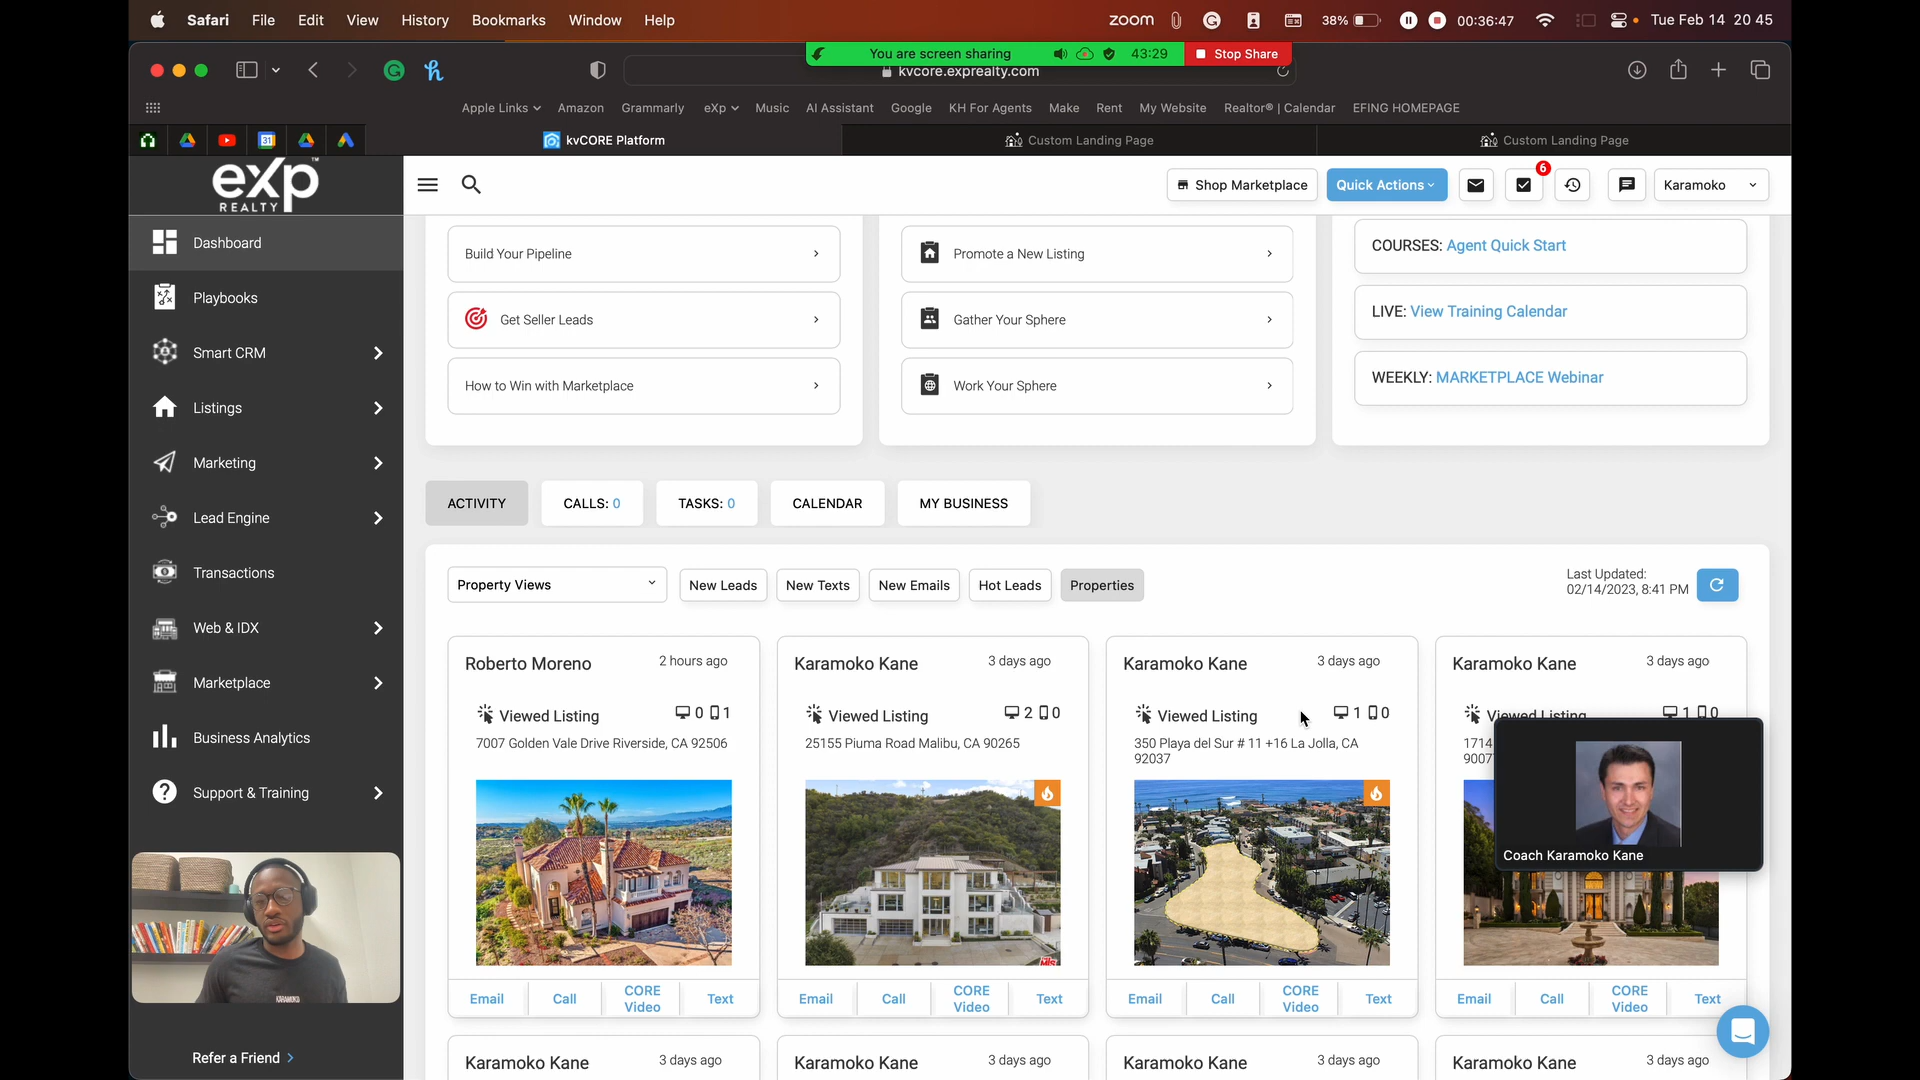 Safari File Edit View History Bookmarks Window Help
zoom 38% 00:36:47 Tue Feb 14 20 45
You are screen sharing 43:29 Stop Share
kvcore.exprealty.com
Apple Links Amazon Grammarly eXp Music AI Assistant Google KH For Agents Make Rent My Website Realtor® | Calendar EFING HOMEPAGE
31 kvCORE Platform Custom Landing Page Custom Landing Page
eXp
REALTY
Shop Marketplace Quick Actions 6 Karamoko
Dashboard
Playbooks
Smart CRM
Listings
Marketing
Lead Engine
Transactions
Web & IDX
Marketplace
Business Analytics
Support & Training
KARAMOKO
Refer a Friend >
Build Your Pipeline
Get Seller Leads
How to Win with Marketplace
Promote a New Listing
Gather Your Sphere
Work Your Sphere
COURSES: Agent Quick Start
LIVE: View Training Calendar
WEEKLY: MARKETPLACE Webinar
ACTIVITY CALLS: 0 TASKS: 0 CALENDAR MY BUSINESS
Property Views New Leads New Texts New Emails Hot Leads Properties
Last Updated:
02/14/2023, 8:41 PM
Roberto Moreno 2 hours ago
Viewed Listing 0 1
7007 Golden Vale Drive Riverside, CA 92506
Email Call CORE Video Text
Karamoko Kane 3 days ago
Viewed Listing 2 0
25155 Piuma Road Malibu, CA 90265
Email Call CORE Video Text
Karamoko Kane 3 days ago
Viewed Listing 1 0
350 Playa del Sur # 11 +16 La Jolla, CA
92037
Email Call CORE Video Text
Karamoko Kane 3 days ago
Viewed Listing 1 0
1714
9007
Coach Karamoko Kane
Email Call CORE Video Text
Karamoko Kane 3 days ago
Karamoko Kane 3 days ago
Karamoko Kane 3 days ago
Karamoko Kane 3 days ago